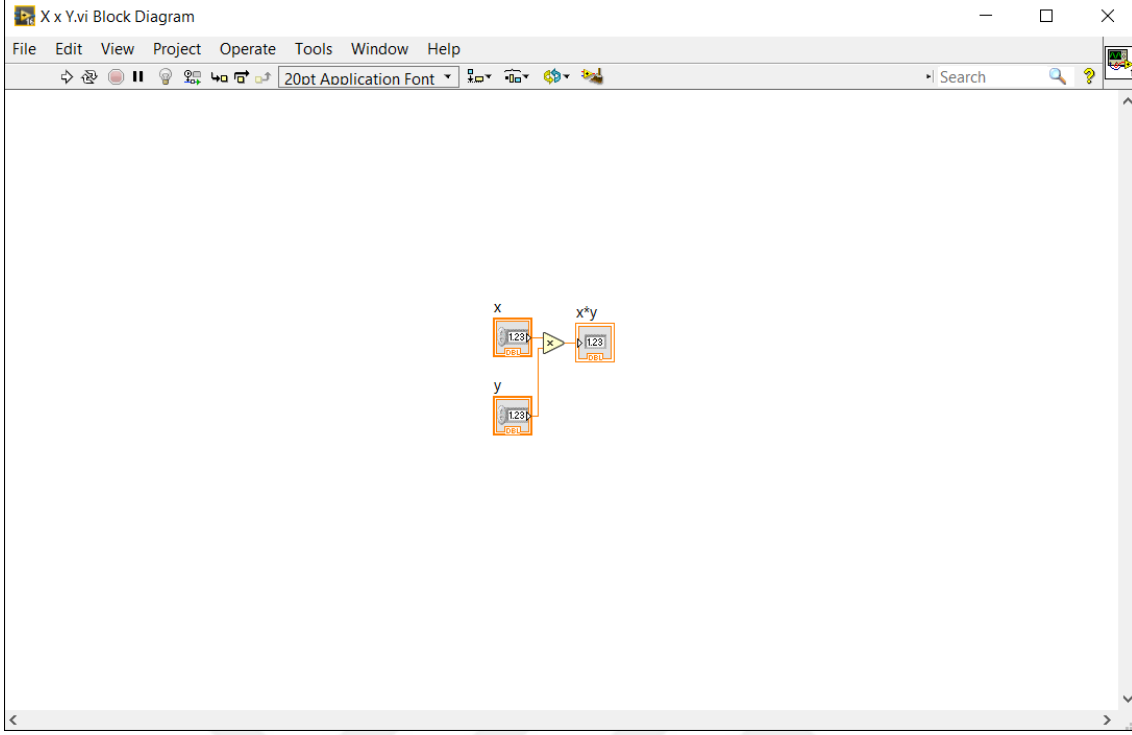 X x Y.vi Block Diagram
File Edit View Project Operate Tools Window Help
20pt Application Font Search
x
1.23
DBL
x*y
1.23
DBL
y
1.23
DBL